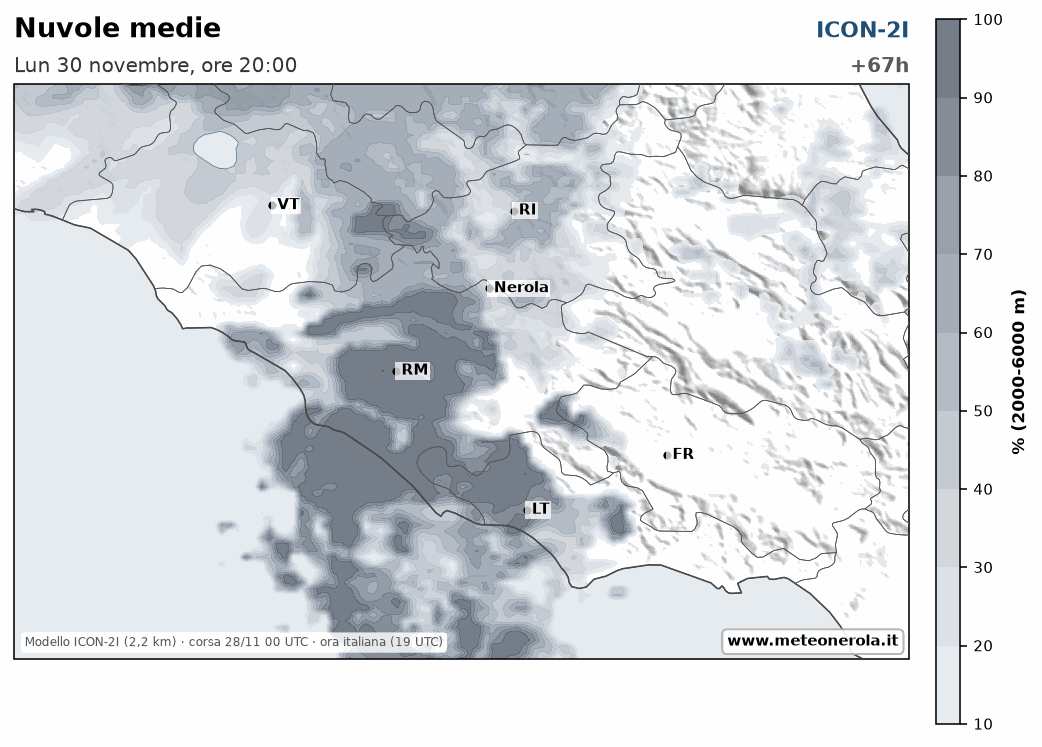 Nuvole medie
ICON-2I
Lun 30 novembre, ore 20:00
+67h
100
90
80
70
60
50
40
30
20
10
% (2000-6000 m)
VT
RI
Nerola
RM
FR
LT
Modello ICON-2I (2,2 km) · corsa 28/11 00 UTC · ora italiana (19 UTC)
www.meteonerola.it